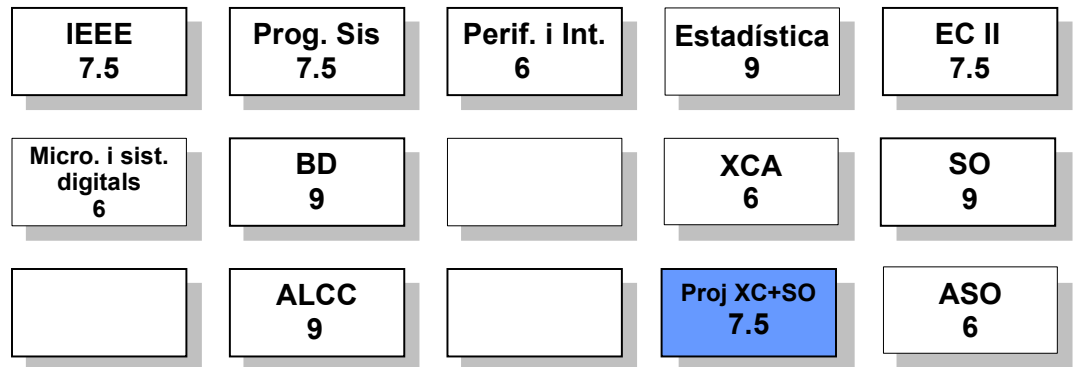 IEEE
7.5
Prog. Sis
7.5
Perif. i Int.
6
Estadística
9
EC II
7.5
Micro. i sist.
digitals
6
BD
9
XCA
6
SO
9
ALCC
9
Proj XC+SO
7.5
ASO
6